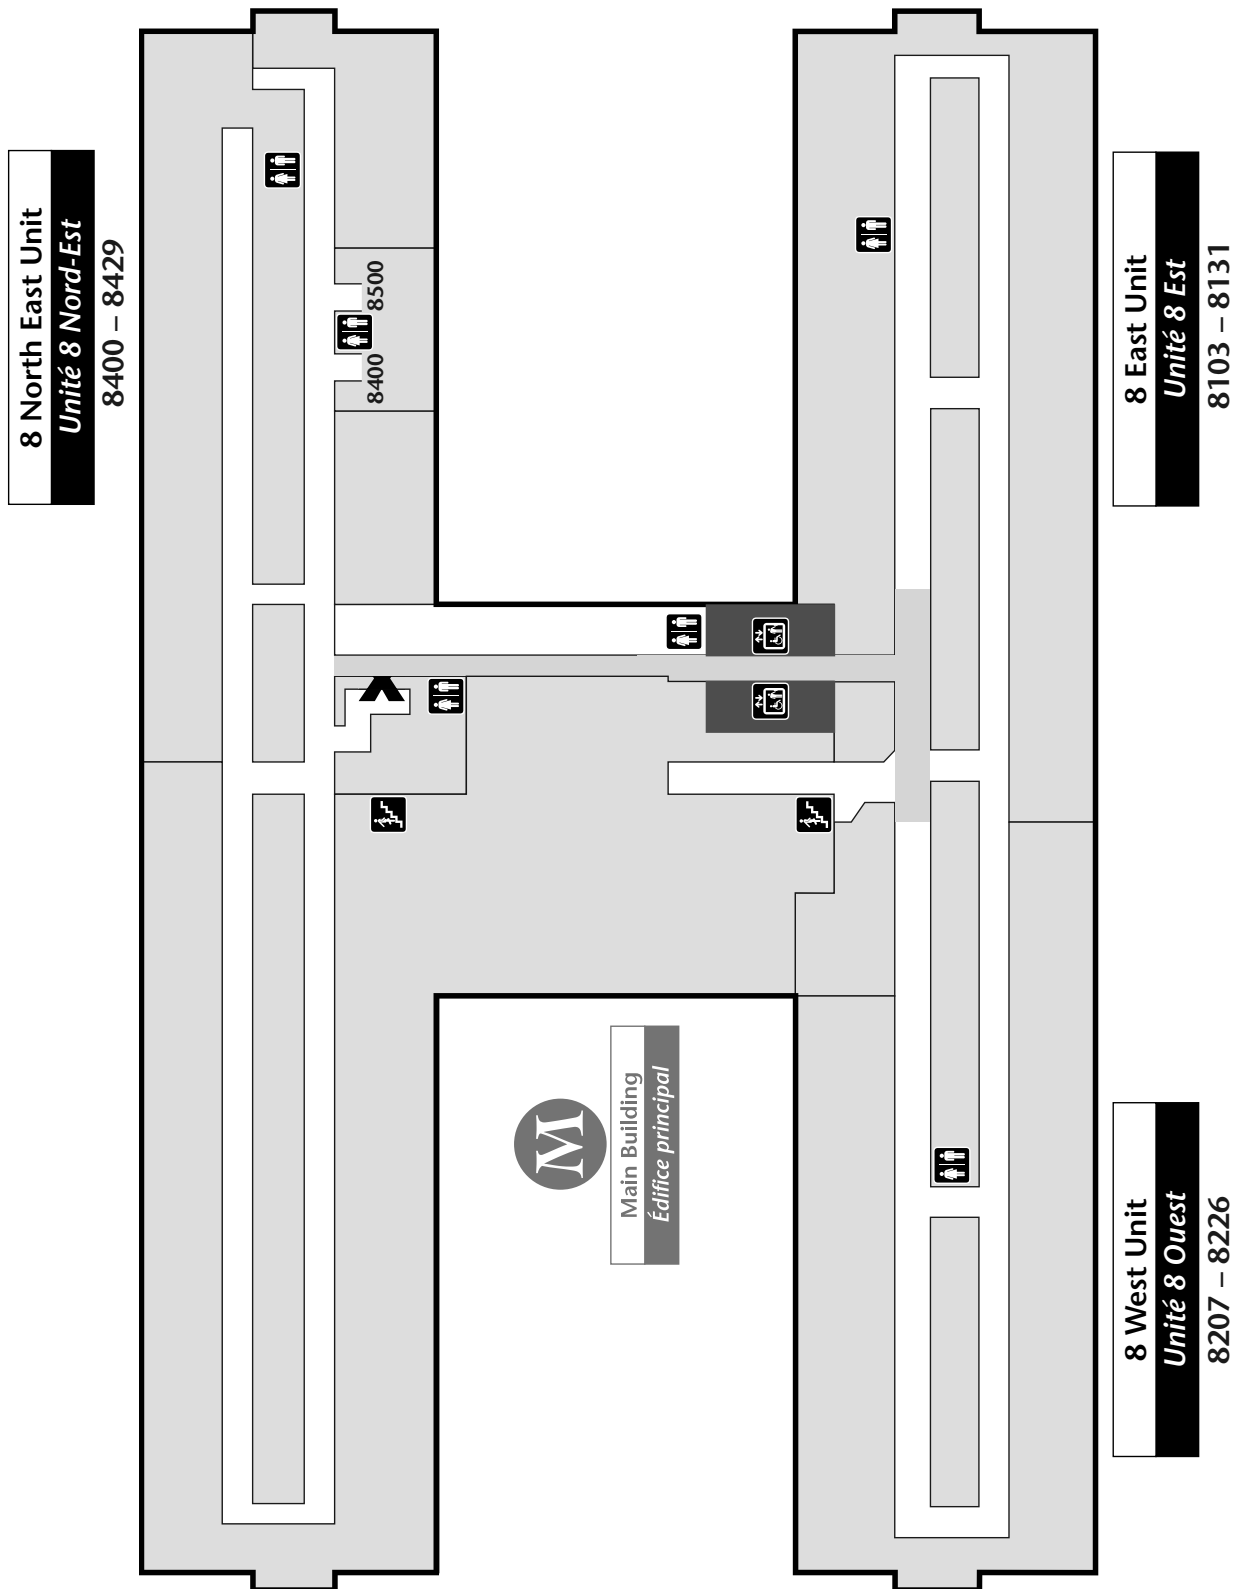 8 North East Unit
Unité 8 Nord-Est
8400 – 8429
8400
8500
M
Main Building
Édifice principal
8 East Unit
Unité 8 Est
8103 – 8131
8 West Unit
Unité 8 Ouest
8207 – 8226